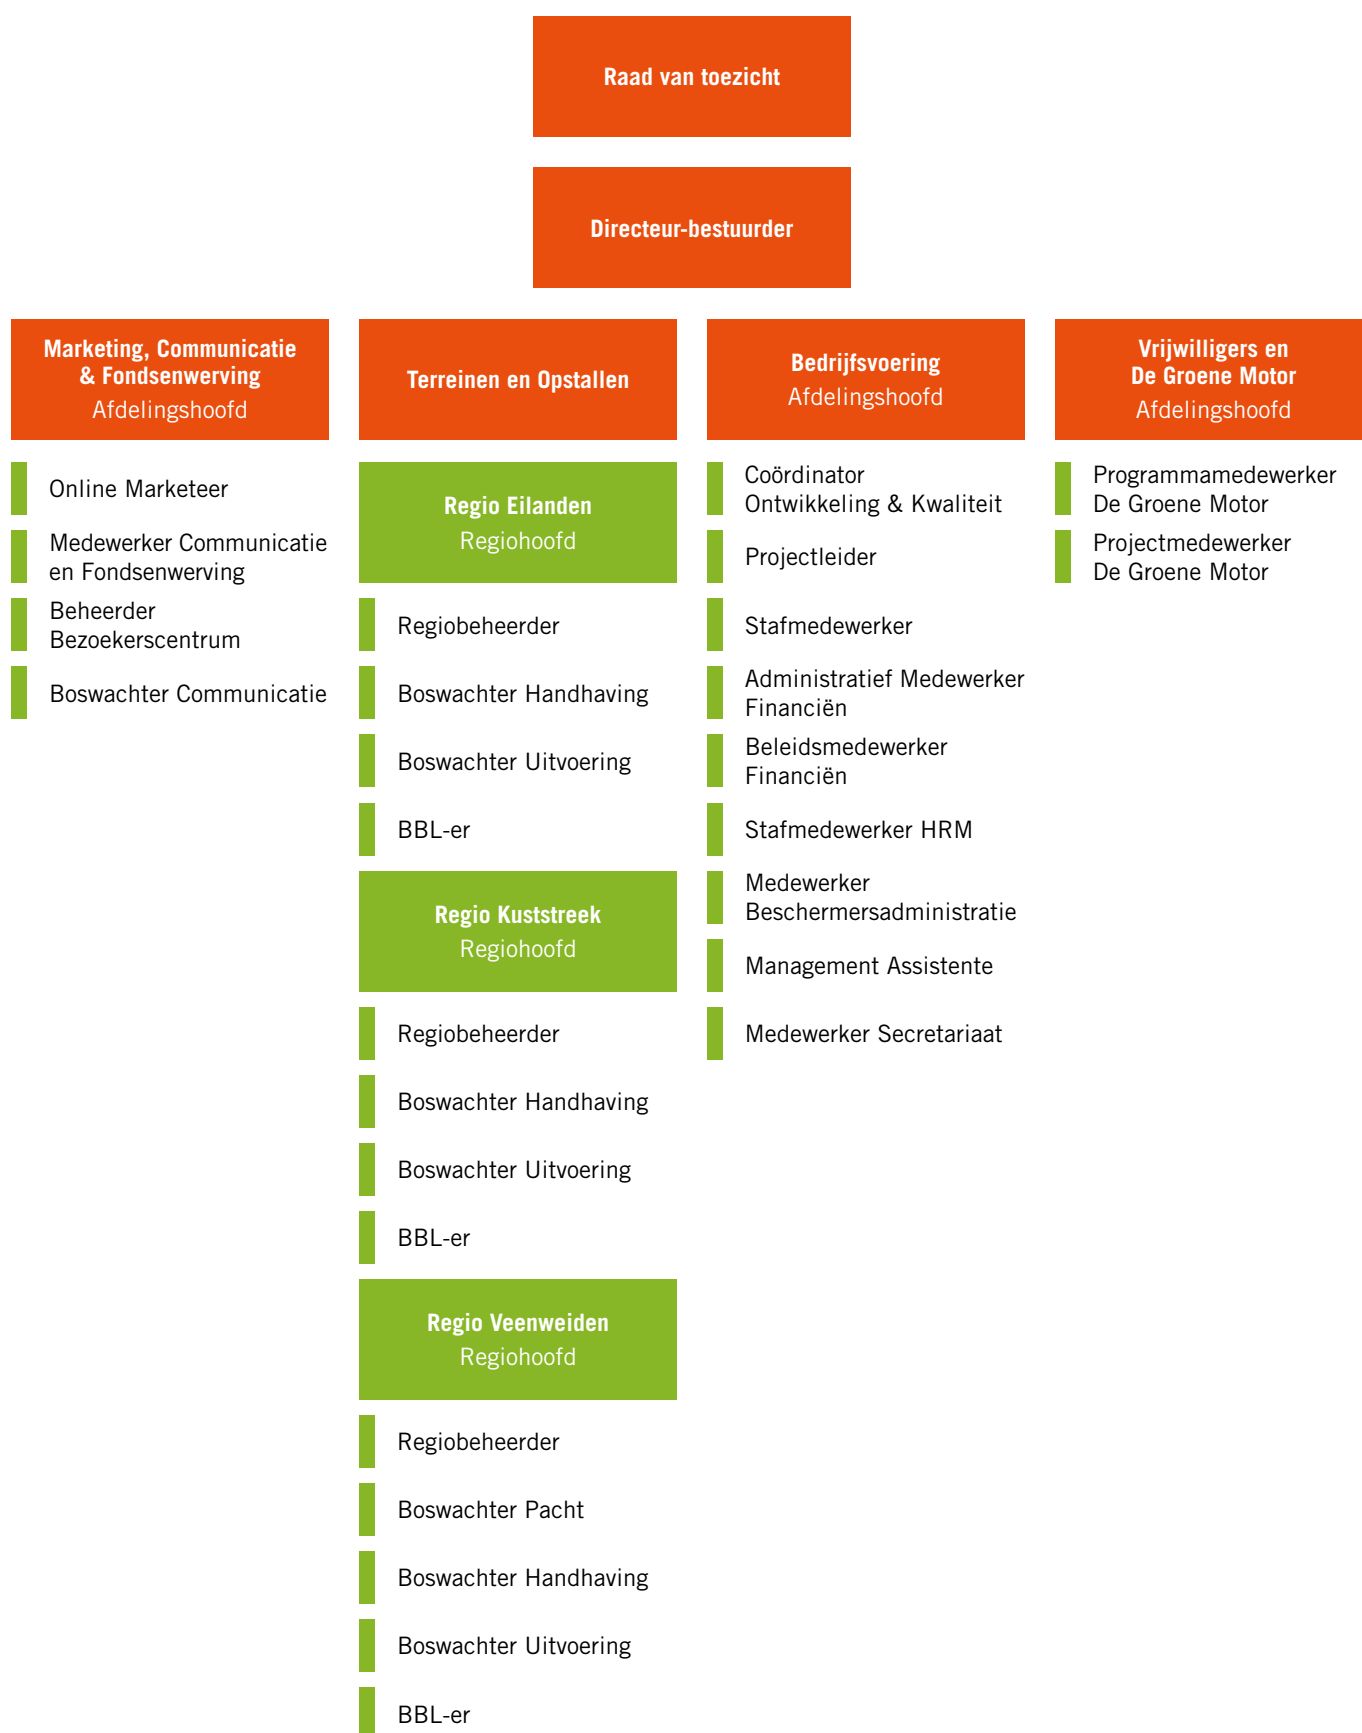 Raad van toezicht
Directeur-bestuurder
Marketing, Communicatie
& Fondsenwerving
Afdelingshoofd
Online Marketeer
Medewerker Communicatie
en Fondsenwerving
Beheerder
Bezoekerscentrum
Boswachter Communicatie
Terreinen en Opstallen
Regio Eilanden
Regiohoofd
Regiobeheerder
Boswachter Handhaving
Boswachter Uitvoering
BBL-er
Regio Kuststreek
Regiohoofd
Regiobeheerder
Boswachter Handhaving
Boswachter Uitvoering
BBL-er
Regio Veenweiden
Regiohoofd
Regiobeheerder
Boswachter Pacht
Boswachter Handhaving
Boswachter Uitvoering
BBL-er
Bedrijfsvoering
Afdelingshoofd
Coördinator
Ontwikkeling & Kwaliteit
Projectleider
Stafmedewerker
Administratief Medewerker
Financiën
Beleidsmedewerker
Financiën
Stafmedewerker HRM
Medewerker
Beschermersadministratie
Management Assistente
Medewerker Secretariaat
Vrijwilligers en
De Groene Motor
Afdelingshoofd
Programmamedewerker
De Groene Motor
Projectmedewerker
De Groene Motor